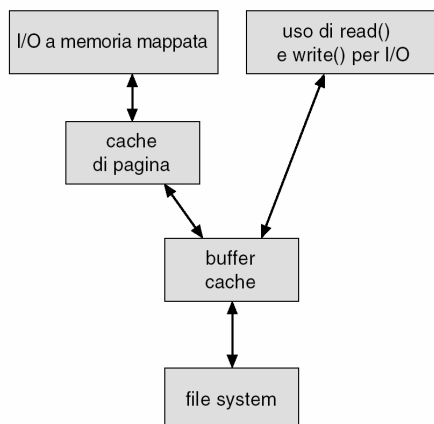 I/O a memoria mappata
uso di read()
e write() per I/O
cache
di pagina
buffer
cache
file system